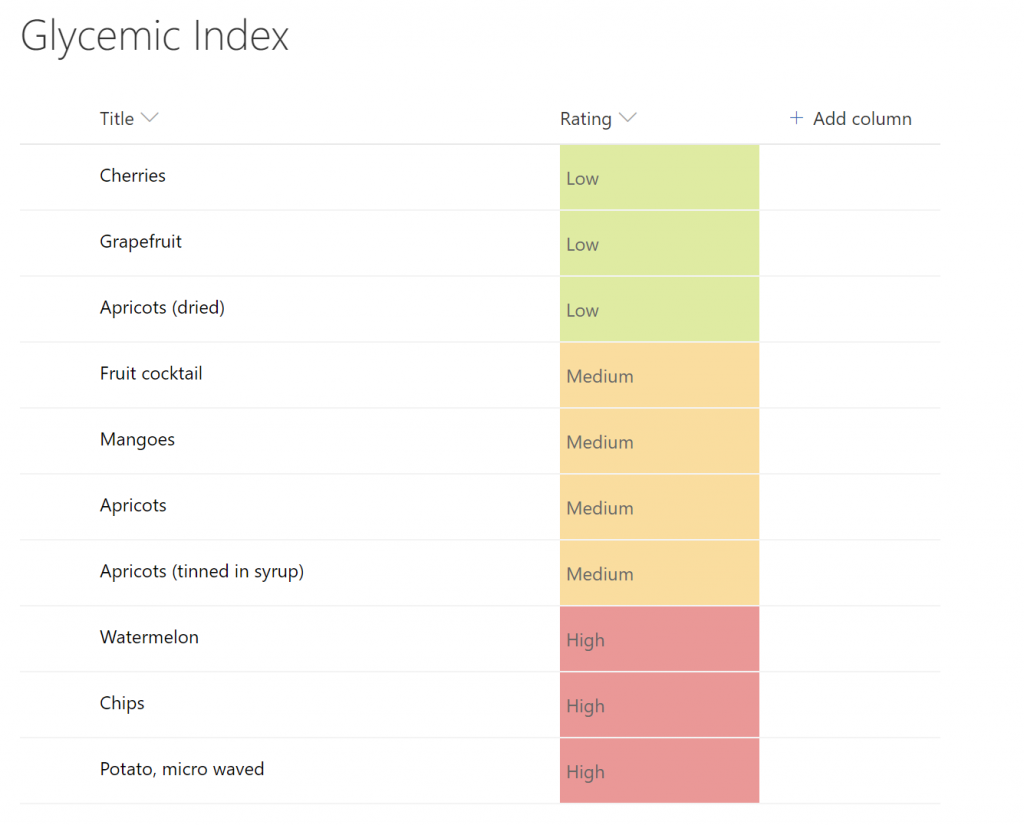 Glycemic Index
Title Rating + Add column
Cherries Low
Grapefruit Low
Apricots (dried) Low
Fruit cocktail Medium
Mangoes Medium
Apricots Medium
Apricots (tinned in syrup) Medium
Watermelon High
Chips High
Potato, micro waved High